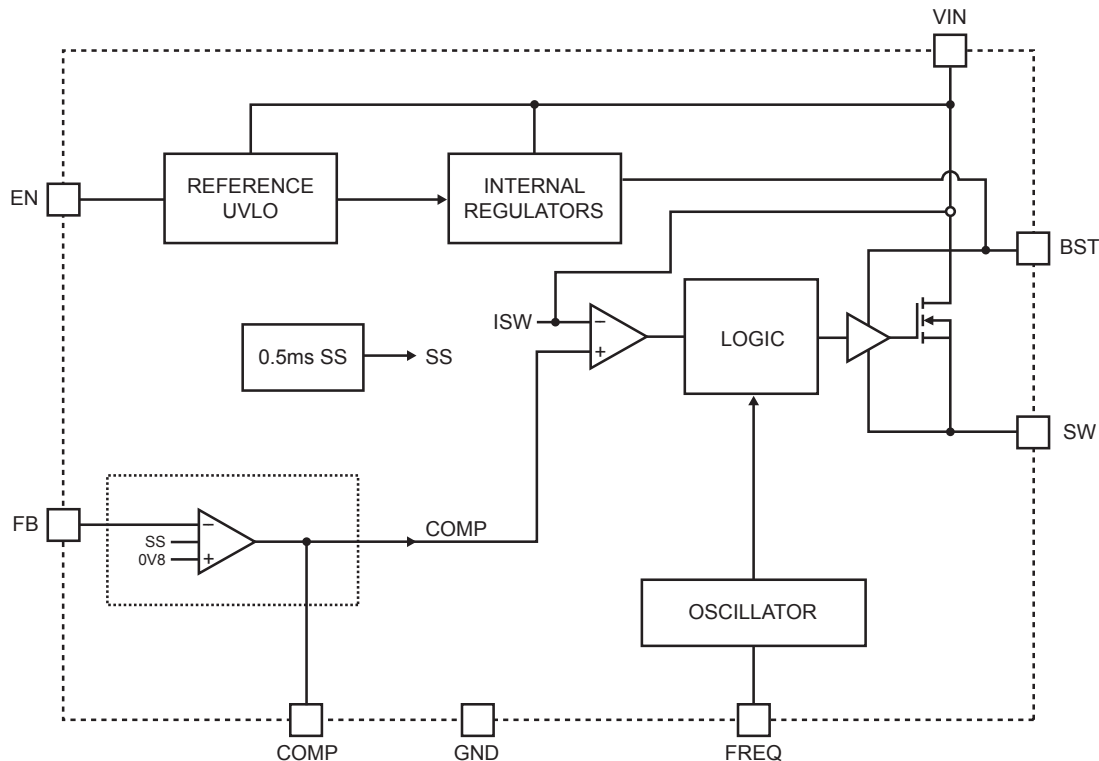 VIN
REFERENCE
UVLO
INTERNAL
REGULATORS
EN
BST
ISW
−
+
LOGIC
0.5ms SS
SS
SW
FB
−
SS
0V8
+
COMP
OSCILLATOR
COMP
GND
FREQ